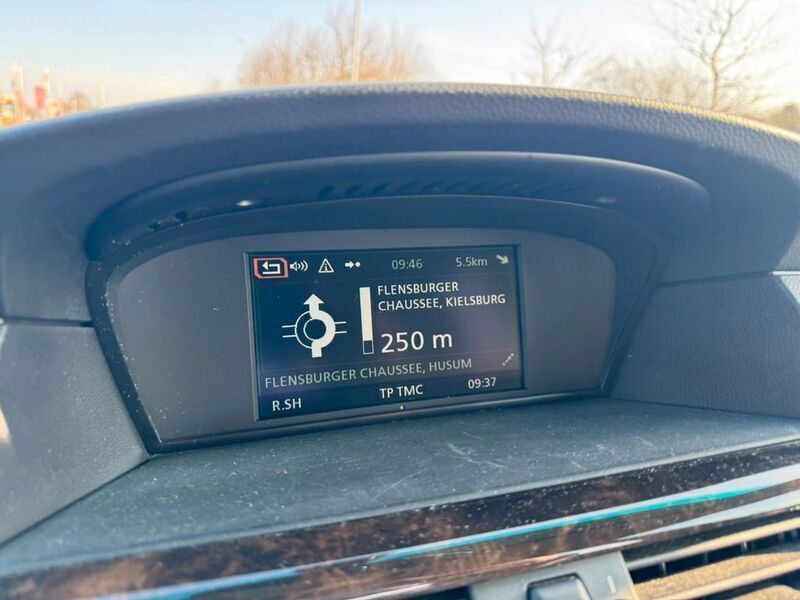 09:46 5.5km
FLENSBURGER
CHAUSSEE, KIELSBURG
250 m
FLENSBURGER CHAUSSEE, HUSUM
R.SH TP TMC 09:37